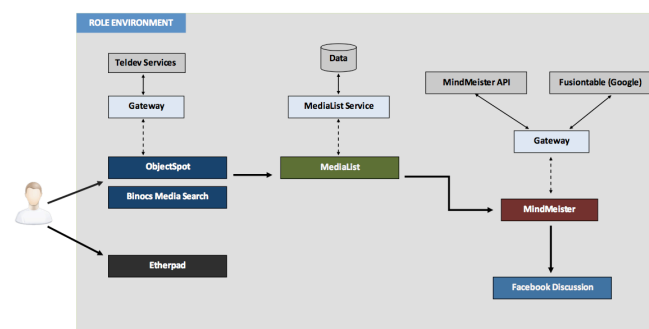 ROLE ENVIRONMENT
Teldev Services
Data
MindMeister API
Fusiontable (Google)
Gateway
MediaList Service
Gateway
ObjectSpot
MediaList
Binocs Media Search
MindMeister
Etherpad
Facebook Discussion